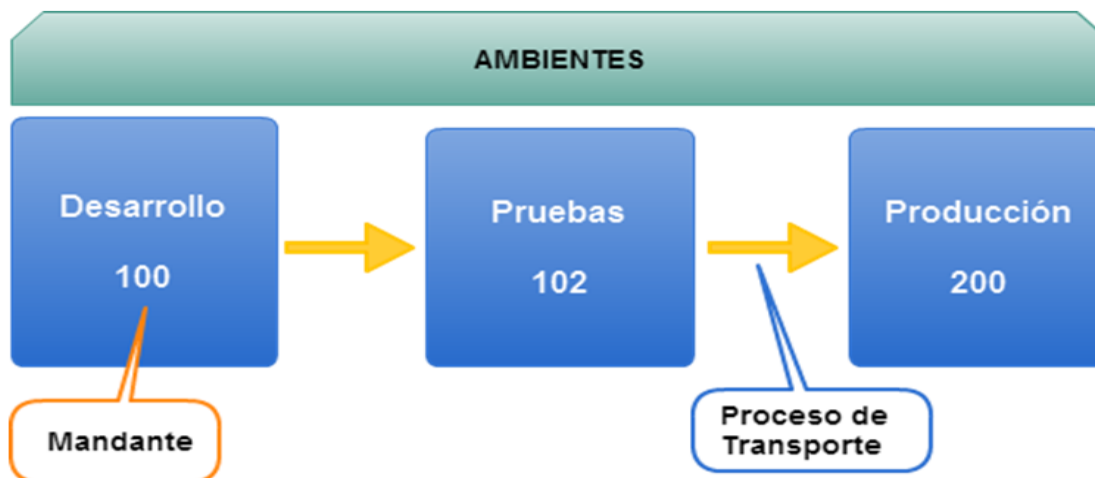 AMBIENTES
Desarrollo
100
Pruebas
102
Producción
200
Mandante
Proceso de
Transporte